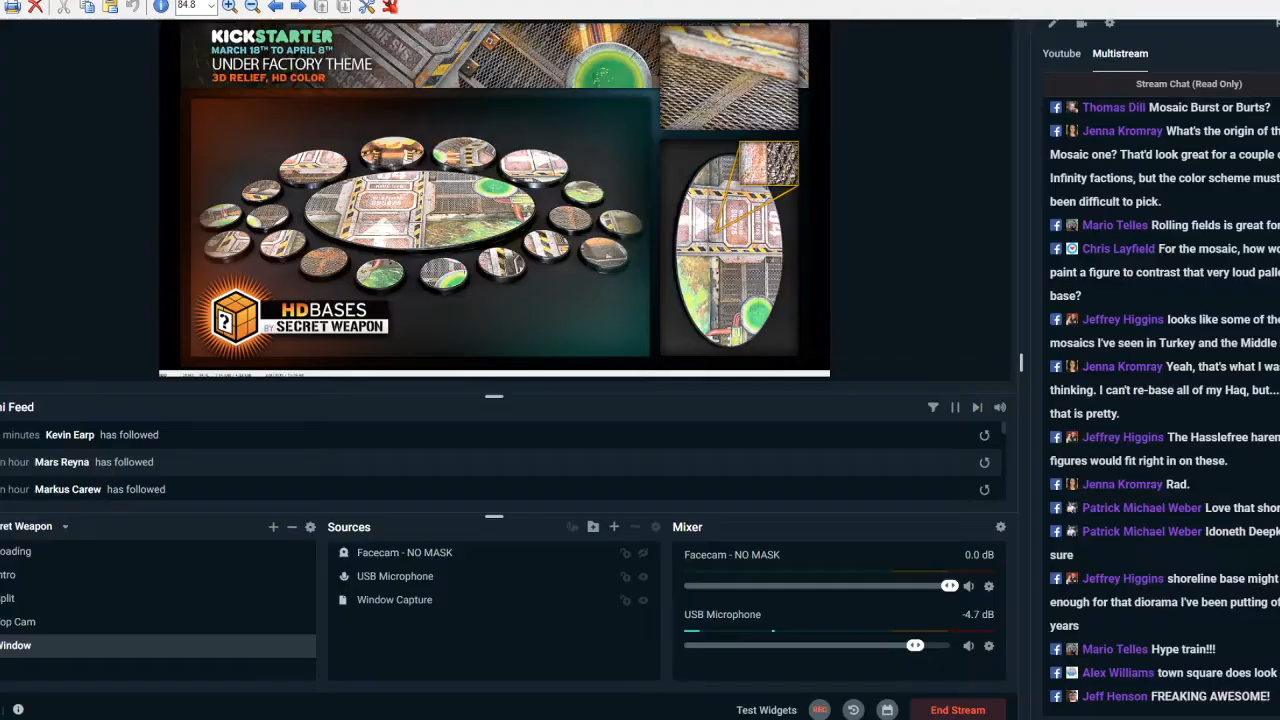 84.8
KICKSTARTER
MARCH 18TH TO APRIL 8TH
UNDER FACTORY THEME
3D RELIEF, HD COLOR
HDBASES
BY SECRET WEAPON
Youtube
Multistream
Stream Chat (Read Only)
Thomas Dill Mosaic Burst or Burts?
Jenna Kromray What's the origin of th
Mosaic one? That'd look great for a couple o
Infinity factions, but the color scheme must
been difficult to pick.
Mario Telles Rolling fields is great for
Chris Layfield For the mosaic, how wo
paint a figure to contrast that very loud palle
base?
Jeffrey Higgins looks like some of the
mosaics I've seen in Turkey and the Middle
Jenna Kromray Yeah, that's what I was
thinking. I can't re-base all of my Haq, but...
that is pretty.
Jeffrey Higgins The Hasslefree harem
figures would fit right in on these.
Jenna Kromray Rad.
Patrick Michael Weber Love that shor
Patrick Michael Weber Idoneth Deepk
sure
Jeffrey Higgins shoreline base might
enough for that diorama I've been putting of
years
Mario Telles Hype train!!!
Alex Williams town square does look
Jeff Henson FREAKING AWESOME!
ni Feed
minutes Kevin Earp has followed
n hour Mars Reyna has followed
n hour Markus Carew has followed
ret Weapon
oading
ntro
plit
op Cam
Window
Sources
Facecam - NO MASK
USB Microphone
Window Capture
Mixer
Facecam - NO MASK 0.0 dB
USB Microphone -4.7 dB
Test Widgets
REC
End Stream